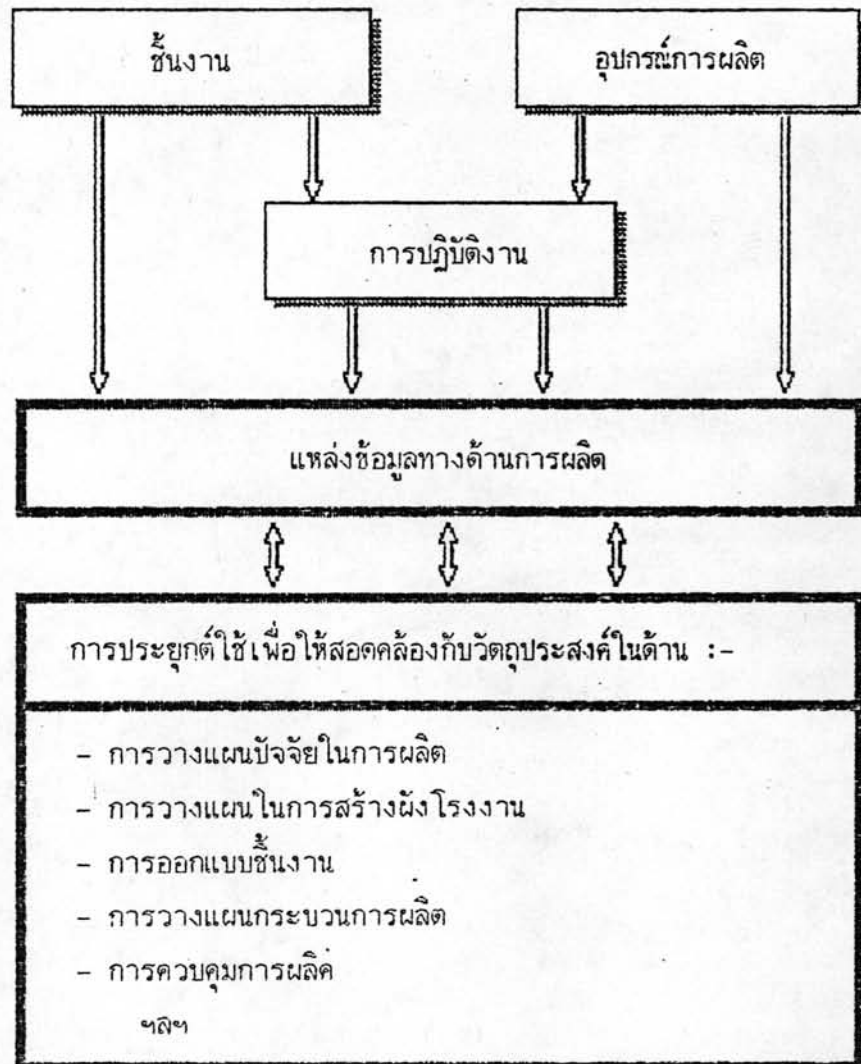 ชิ้นงาน
อุปกรณ์การผลิต
การปฏิบัติงาน
แหล่งข้อมูลทางด้านการผลิต
การประยุกต์ใช้เพื่อให้สอดคล้องกับวัตถุประสงค์ในด้าน :-
- การวางแผนปัจจัยในการผลิต
- การวางแผนในการสร้างผังโรงงาน
- การออกแบบชิ้นงาน
- การวางแผนกระบวนการผลิต
- การควบคุมการผลิต
ฯลฯ